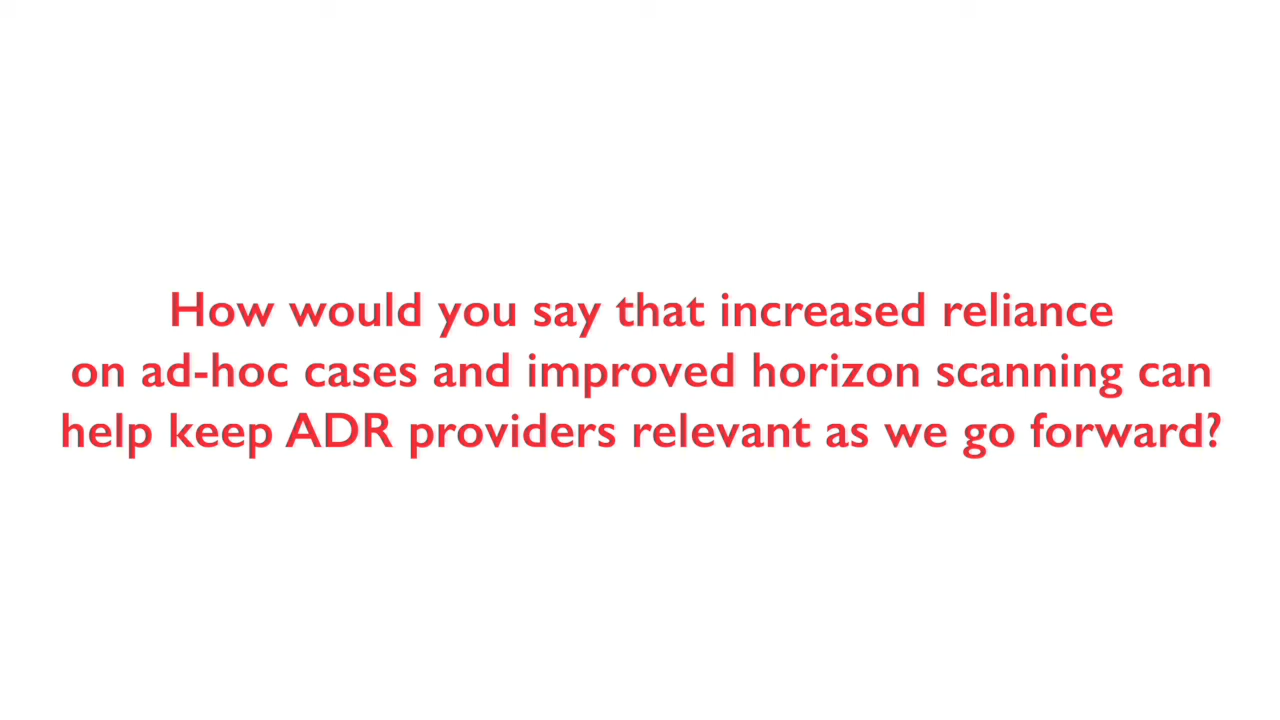 How would you say that increased reliance
on ad-hoc cases and improved horizon scanning can
help keep ADR providers relevant as we go forward?